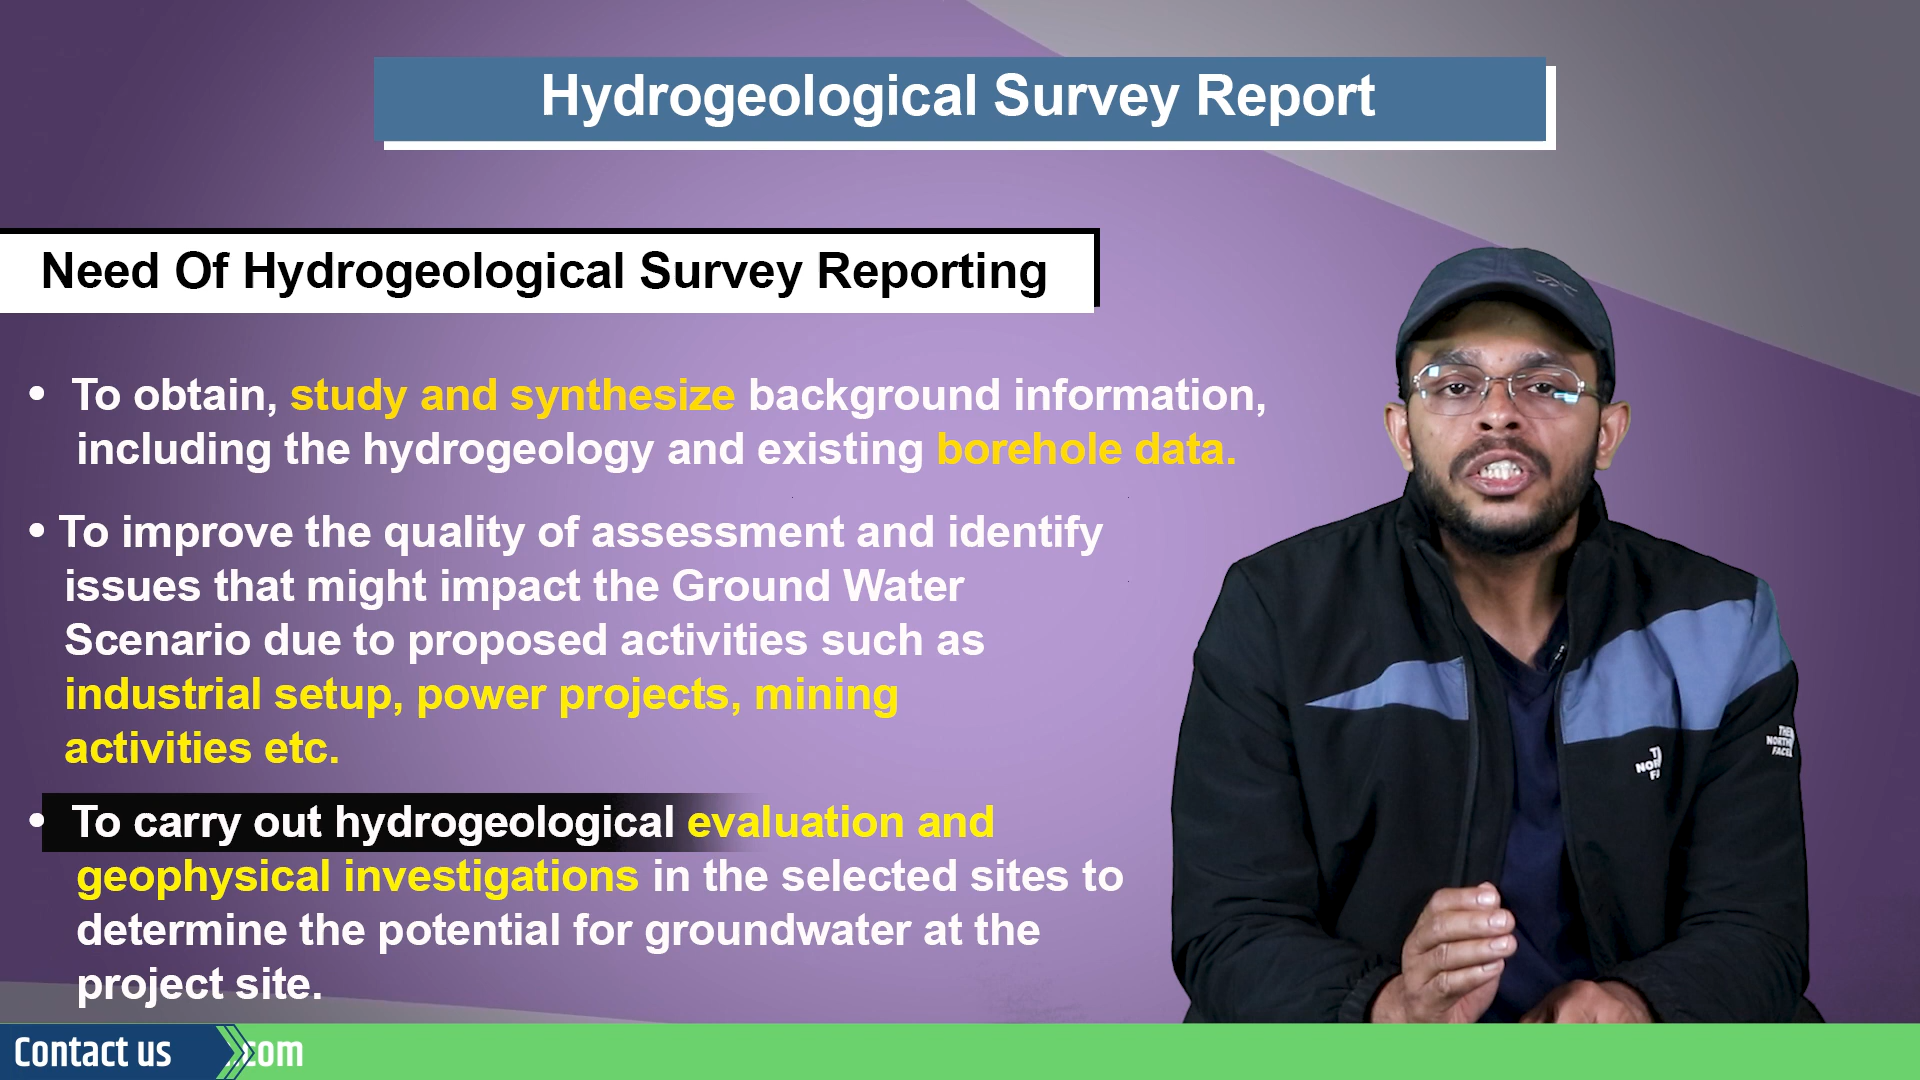 Hydrogeological Survey Report
Need Of Hydrogeological Survey Reporting
• To obtain, study and synthesize background information,
including the hydrogeology and existing borehole data.
• To improve the quality of assessment and identify
issues that might impact the Ground Water
Scenario due to proposed activities such as
industrial setup, power projects, mining
activities etc.
• To carry out hydrogeological evaluation and
geophysical investigations in the selected sites to
determine the potential for groundwater at the
project site.
THE
NORTH
FACE
Contact us
.com